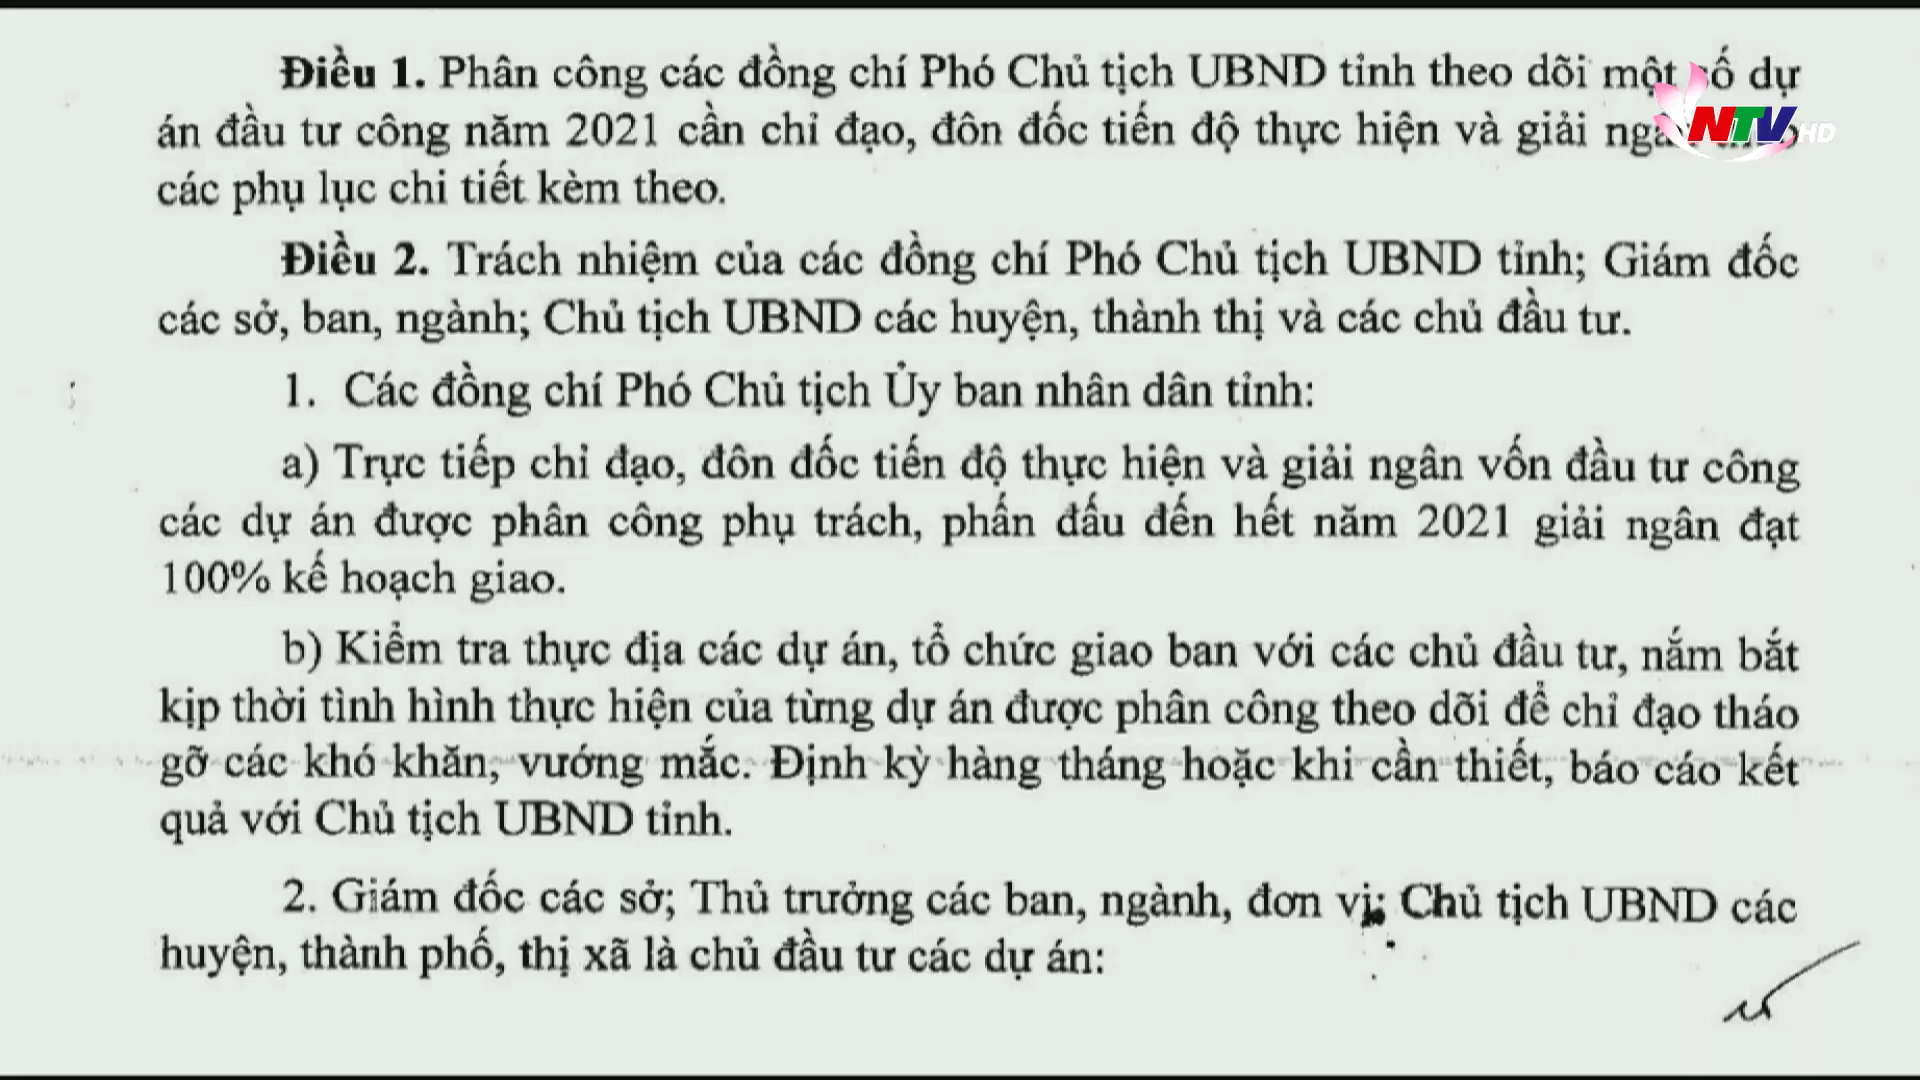 Điều 1. Phân công các đồng chí Phó Chủ tịch UBND tỉnh theo dõi một số dự
án đầu tư công năm 2021 cần chỉ đạo, đôn đốc tiến độ thực hiện và giải
các phụ lục chi tiết kèm theo.
NTV HD
Điều 2. Trách nhiệm của các đồng chí Phó Chủ tịch UBND tỉnh; Giám đốc
các sở, ban, ngành; Chủ tịch UBND các huyện, thành thị và các chủ đầu tư.
1. Các đồng chí Phó Chủ tịch Ủy ban nhân dân tỉnh:
a) Trực tiếp chỉ đạo, đôn đốc tiến độ thực hiện và giải ngân vốn đầu tư công
các dự án được phân công phụ trách, phấn đấu đến hết năm 2021 giải ngân đạt
100% kế hoạch giao.
b) Kiểm tra thực địa các dự án, tổ chức giao ban với các chủ đầu tư, nắm bắt
kịp thời tình hình thực hiện của từng dự án được phân công theo dõi để chỉ đạo tháo
gỡ các khó khăn, vướng mắc. Định kỳ hàng tháng hoặc khi cần thiết, báo cáo kết
quả với Chủ tịch UBND tỉnh.
2. Giám đốc các sở; Thủ trưởng các ban, ngành, đơn vị; Chủ tịch UBND các
huyện, thành phố, thị xã là chủ đầu tư các dự án: